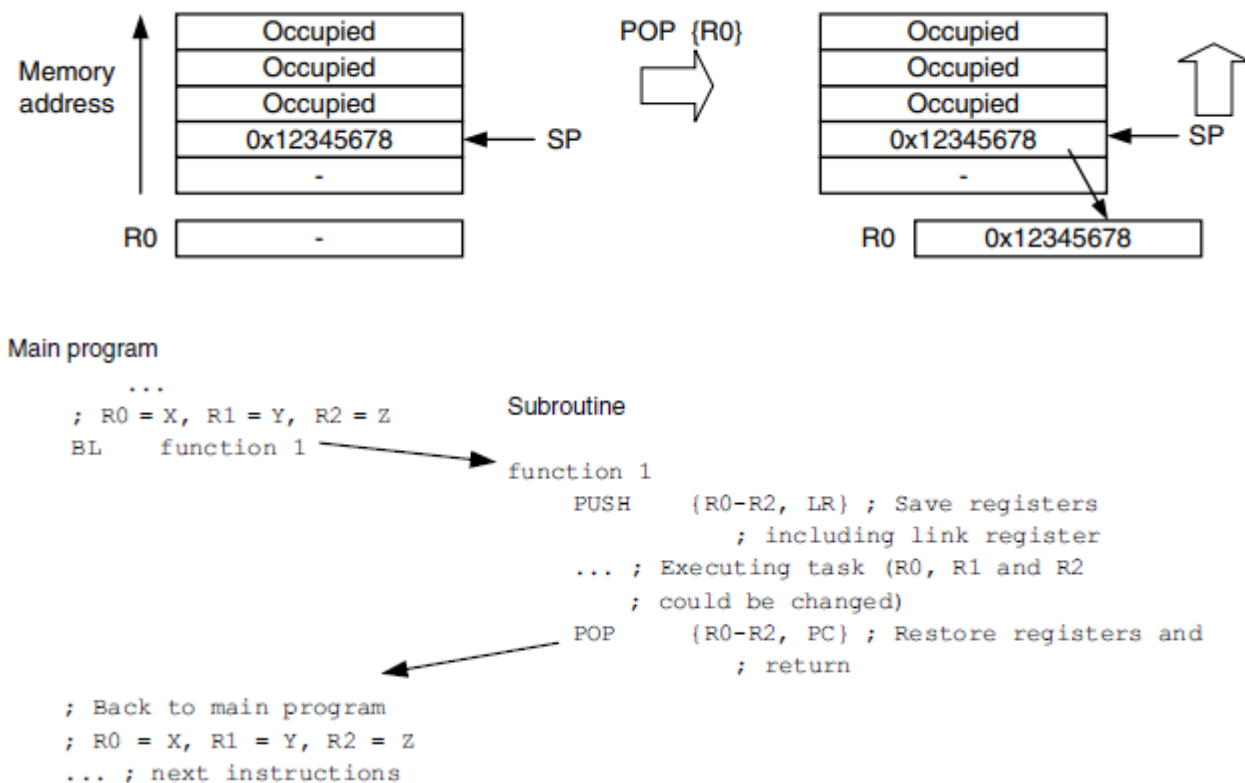 Occupied
Occupied
Occupied
0x12345678
-
Memory
address
SP
R0
-
POP {R0}
Occupied
Occupied
Occupied
0x12345678
-
SP
R0
0x12345678
Main program
...
; R0 = X, R1 = Y, R2 = Z
BL function 1
Subroutine
function 1
PUSH {R0-R2, LR} ; Save registers
; including link register
... ; Executing task (R0, R1 and R2
; could be changed)
POP {R0-R2, PC} ; Restore registers and
; return
; Back to main program
; R0 = X, R1 = Y, R2 = Z
... ; next instructions